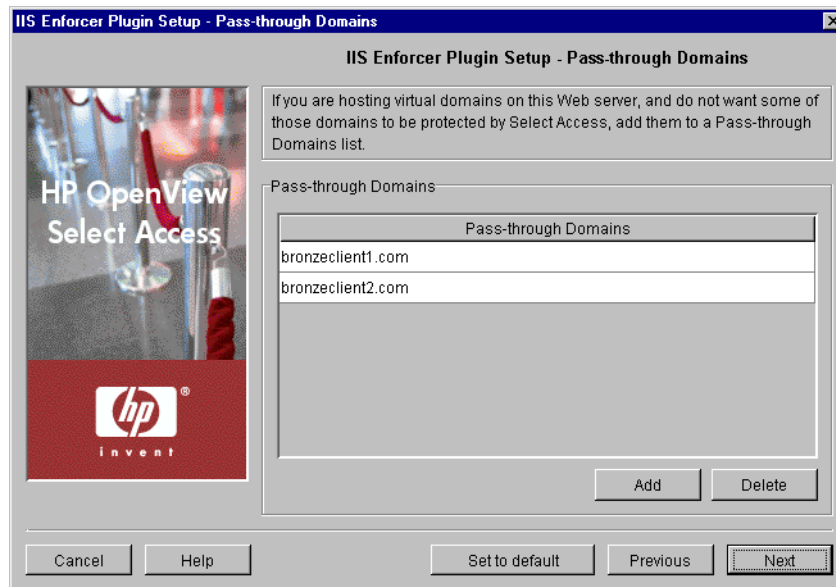 IIS Enforcer Plugin Setup - Pass-through Domains
IIS Enforcer Plugin Setup - Pass-through Domains
If you are hosting virtual domains on this Web server, and do not want some of
those domains to be protected by Select Access, add them to a Pass-through
Domains list.
HP OpenView
Select Access
hp
®
invent
Pass-through Domains
Pass-through Domains
bronzeclient1.com
bronzeclient2.com
Add
Delete
Cancel
Help
Set to default
Previous
Next